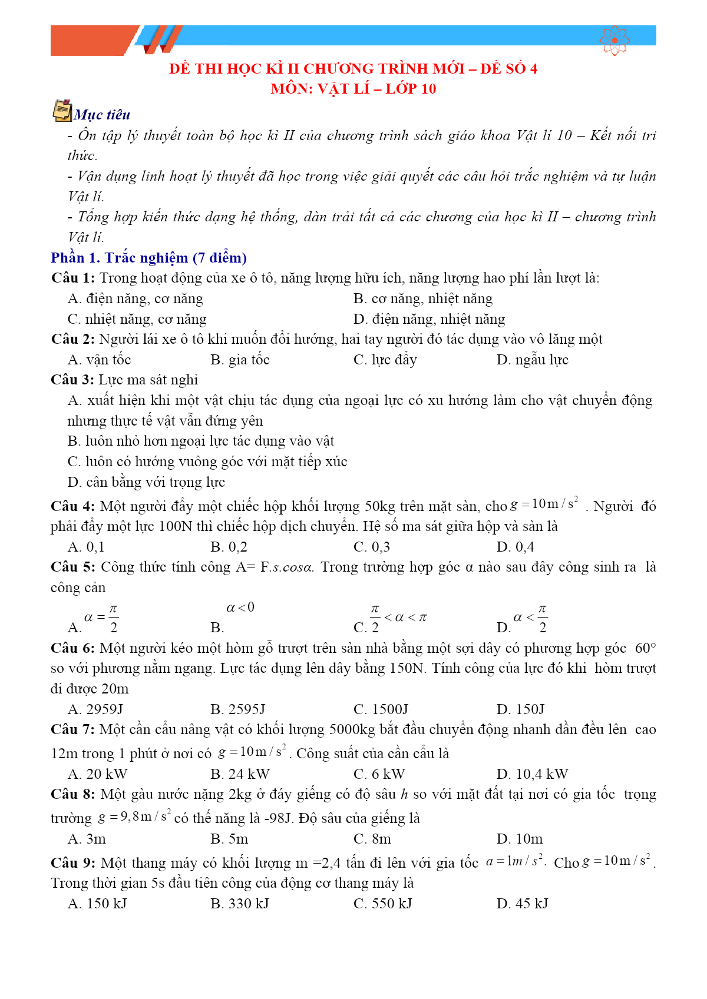 ĐỀ THI HỌC KÌ II CHƯƠNG TRÌNH MỚI – ĐỀ SỐ 4
MÔN: VẬT LÍ – LỚP 10
Mục tiêu
- Ôn tập lý thuyết toàn bộ học kì II của chương trình sách giáo khoa Vật lí 10 – Kết nối tri
thức.
- Vận dụng linh hoạt lý thuyết đã học trong việc giải quyết các câu hỏi trắc nghiệm và tự luận
Vật lí.
- Tổng hợp kiến thức dạng hệ thống, dàn trải tất cả các chương của học kì II – chương trình
Vật lí.
Phần 1. Trắc nghiệm (7 điểm)
Câu 1: Trong hoạt động của xe ô tô, năng lượng hữu ích, năng lượng hao phí lần lượt là:
A. điện năng, cơ năng B. cơ năng, nhiệt năng
C. nhiệt năng, cơ năng D. điện năng, nhiệt năng
Câu 2: Người lái xe ô tô khi muốn đổi hướng, hai tay người đó tác dụng vào vô lăng một
A. vận tốc B. gia tốc C. lực đẩy D. ngẫu lực
Câu 3: Lực ma sát nghỉ
A. xuất hiện khi một vật chịu tác dụng của ngoại lực có xu hướng làm cho vật chuyển động
nhưng thực tế vật vẫn đứng yên
B. luôn nhỏ hơn ngoại lực tác dụng vào vật
C. luôn có hướng vuông góc với mặt tiếp xúc
D. cân bằng với trọng lực
Câu 4: Một người đẩy một chiếc hộp khối lượng 50kg trên mặt sàn, cho g = 10 m / s² . Người đó
phải đẩy một lực 100N thì chiếc hộp dịch chuyển. Hệ số ma sát giữa hộp và sàn là
A. 0,1 B. 0,2 C. 0,3 D. 0,4
Câu 5: Công thức tính công A= F.s.cosα. Trong trường hợp góc α nào sau đây công sinh ra là
công cản
A. α = π/2 B. α < 0 C. π/2 < α < π D. α < π/2
Câu 6: Một người kéo một hòm gỗ trượt trên sàn nhà bằng một sợi dây có phương hợp góc 60°
so với phương nằm ngang. Lực tác dụng lên dây bằng 150N. Tính công của lực đó khi hòm trượt
đi được 20m
A. 2959J B. 2595J C. 1500J D. 150J
Câu 7: Một cần cẩu nâng vật có khối lượng 5000kg bắt đầu chuyển động nhanh dần đều lên cao
12m trong 1 phút ở nơi có g = 10 m / s² . Công suất của cần cẩu là
A. 20 kW B. 24 kW C. 6 kW D. 10,4 kW
Câu 8: Một gàu nước nặng 2kg ở đáy giếng có độ sâu h so với mặt đất tại nơi có gia tốc trọng
trường g = 9,8 m / s² có thế năng là -98J. Độ sâu của giếng là
A. 3m B. 5m C. 8m D. 10m
Câu 9: Một thang máy có khối lượng m =2,4 tấn đi lên với gia tốc a = 1m / s². Cho g = 10 m / s² .
Trong thời gian 5s đầu tiên công của động cơ thang máy là
A. 150 kJ B. 330 kJ C. 550 kJ D. 45 kJ